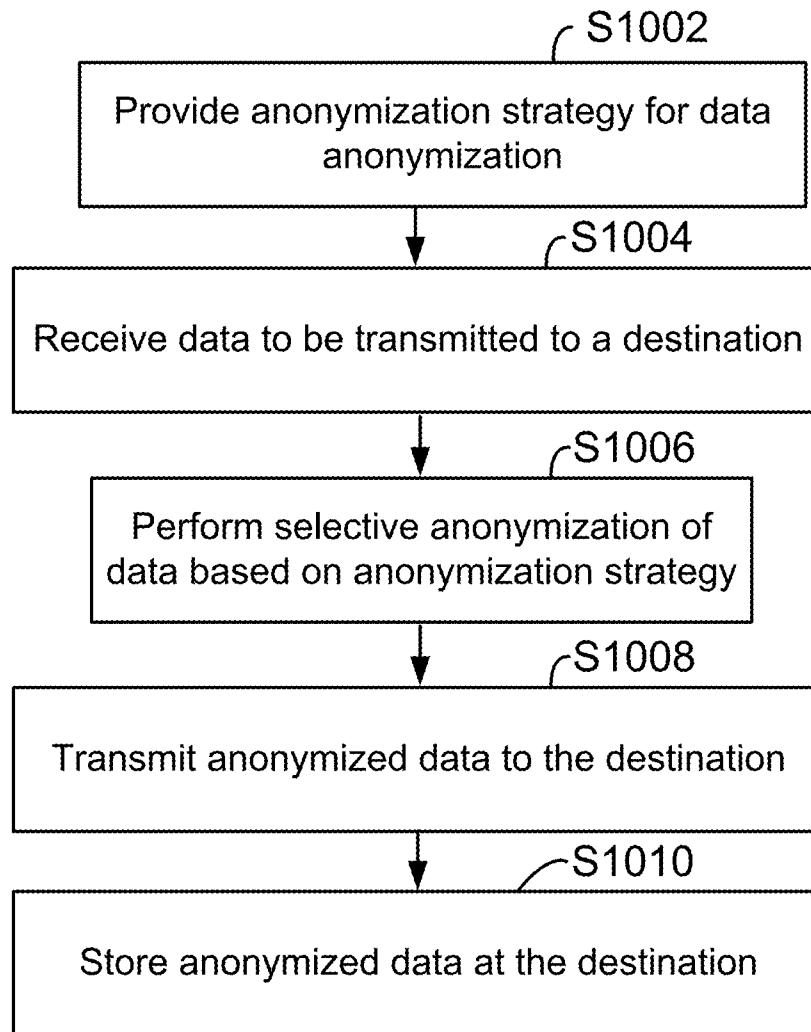 S1002
Provide anonymization strategy for data
anonymization
S1004
Receive data to be transmitted to a destination
S1006
Perform selective anonymization of
data based on anonymization strategy
S1008
Transmit anonymized data to the destination
S1010
Store anonymized data at the destination